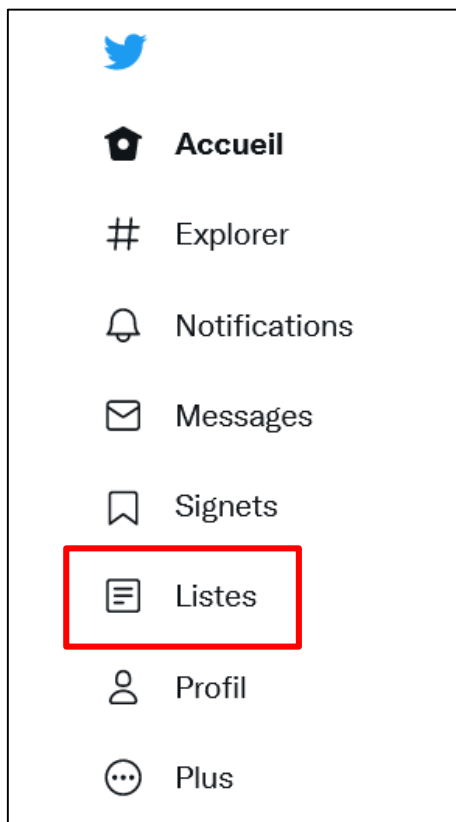 Accueil
Explorer
Notifications
Messages
Signets
Listes
Profil
Plus